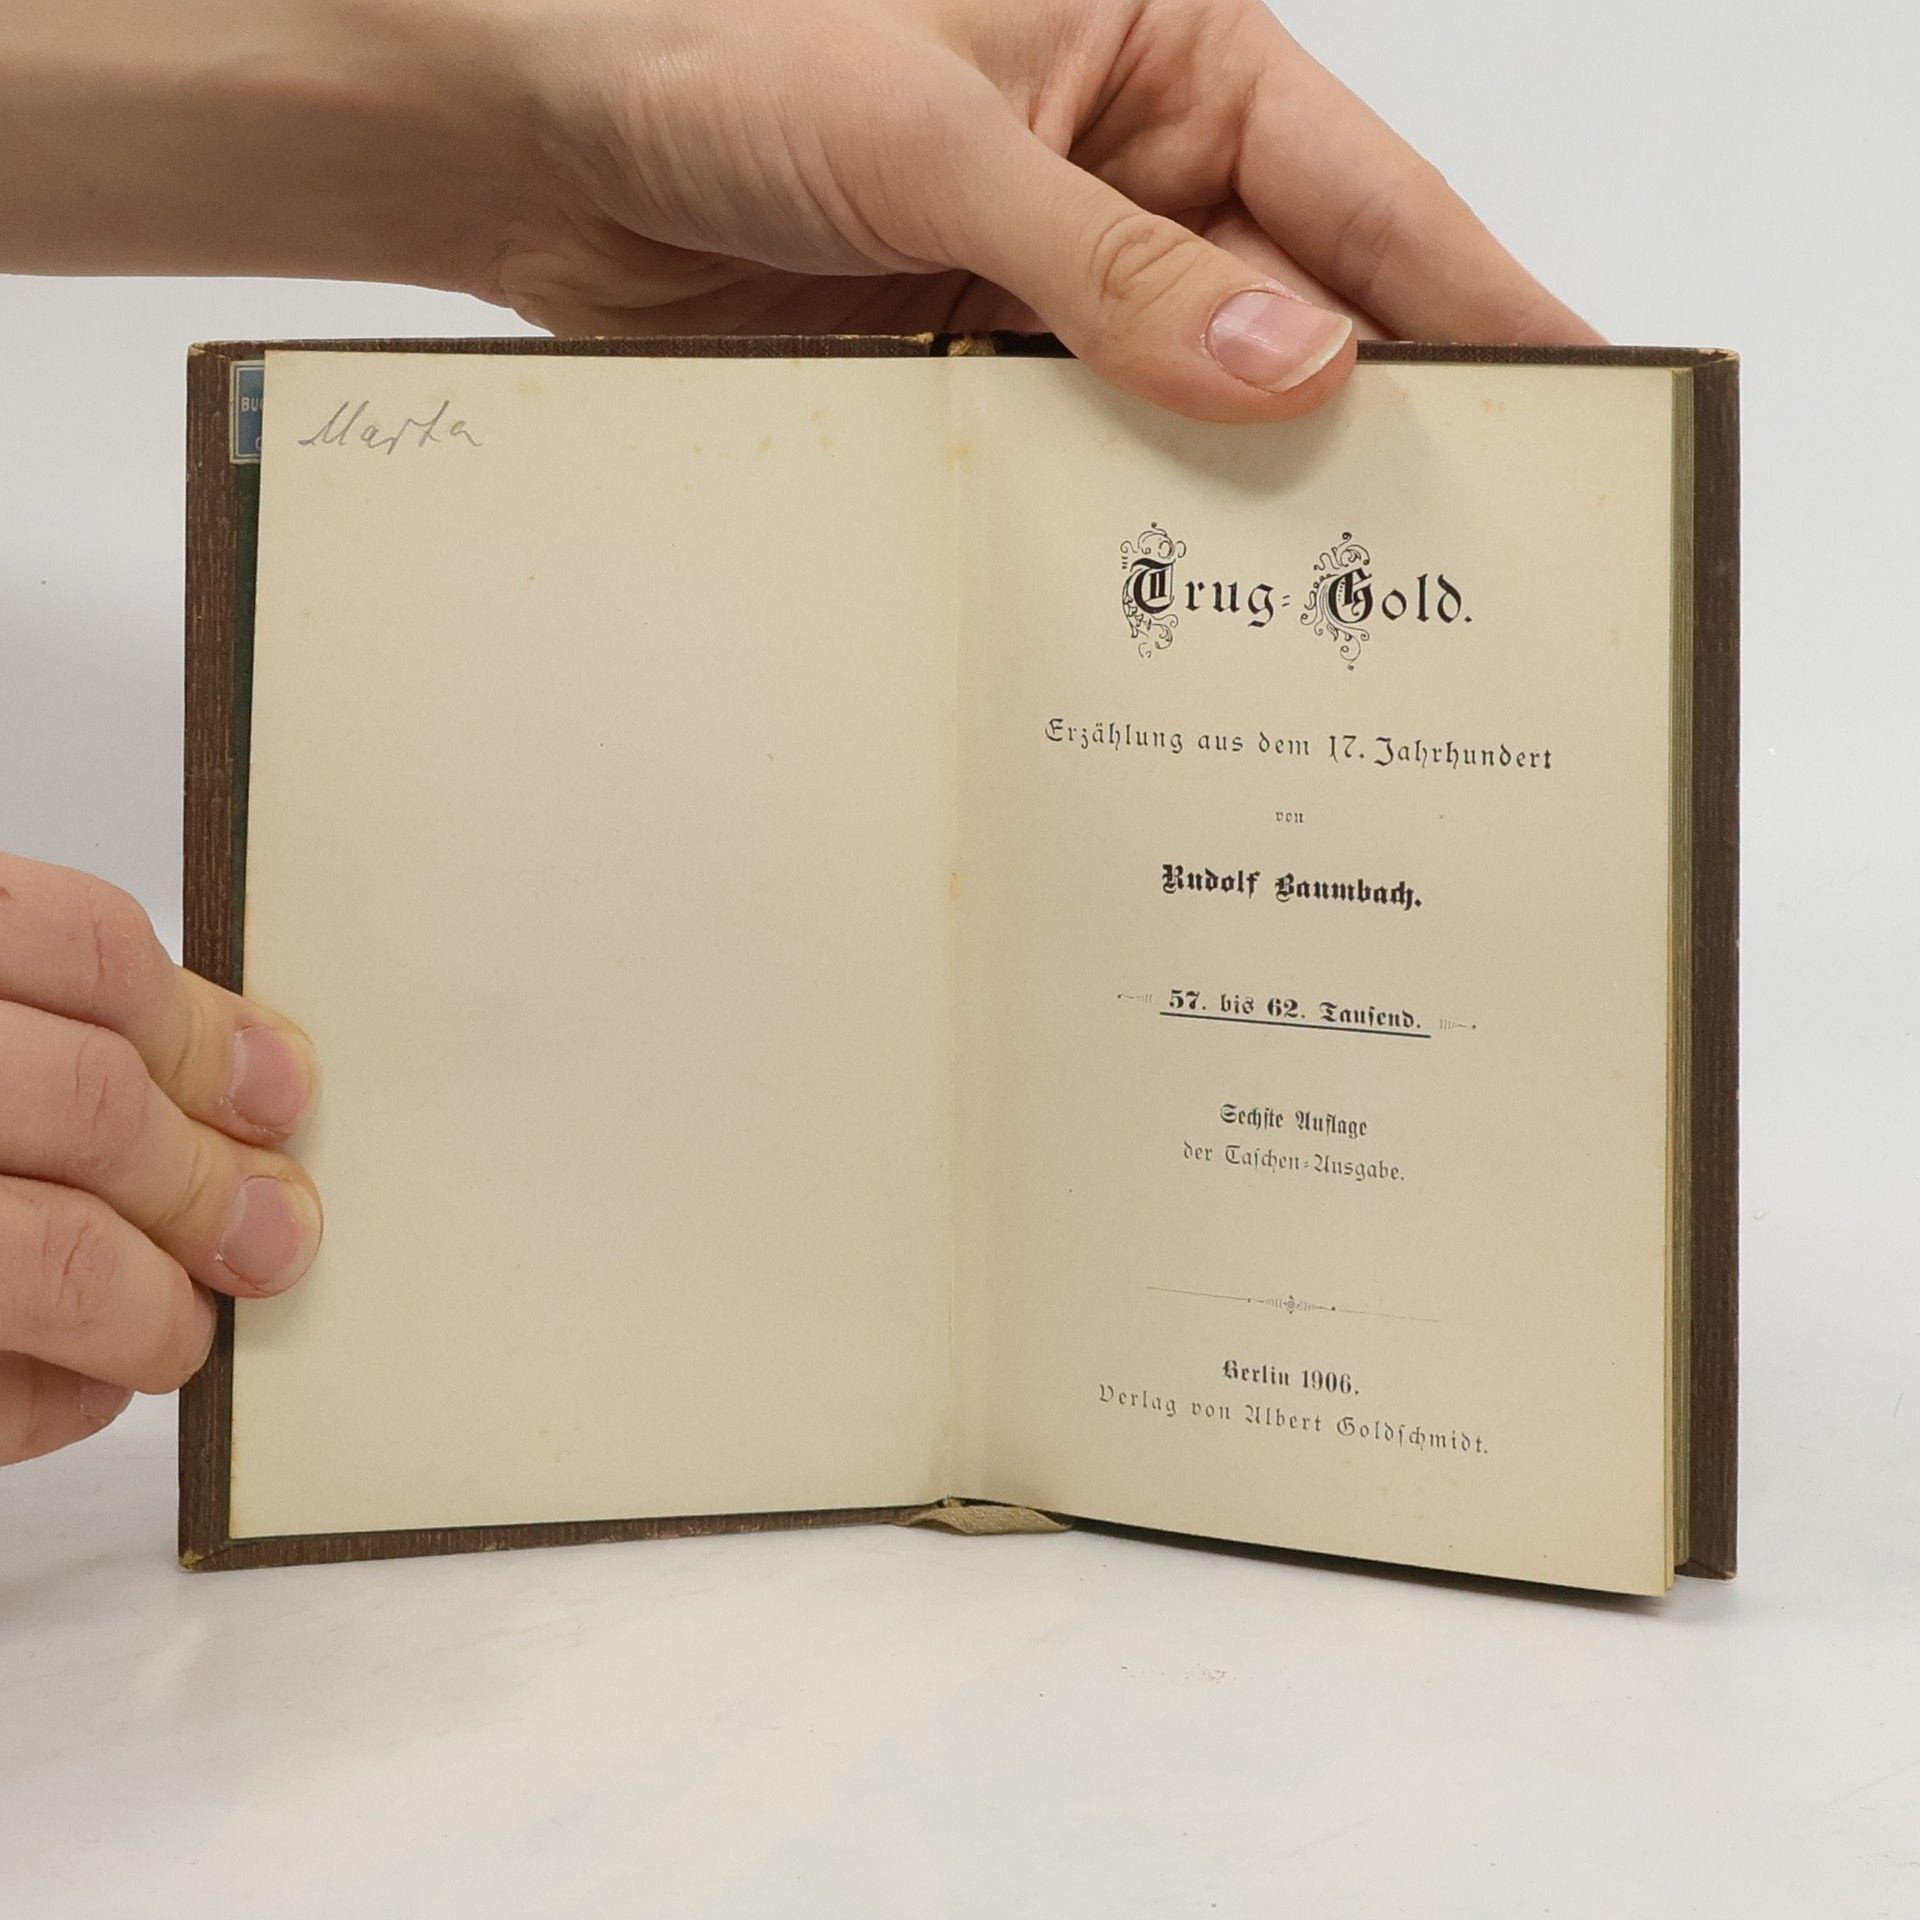 Marta
BU
Trug-Gold.
Erzählung aus dem 17. Jahrhundert
von
Rudolf Baumbach.
57. bis 62. Tausend.
Sechste Auflage
der Taschen-Ausgabe.
Berlin 1906.
Verlag von Albert Goldschmidt.